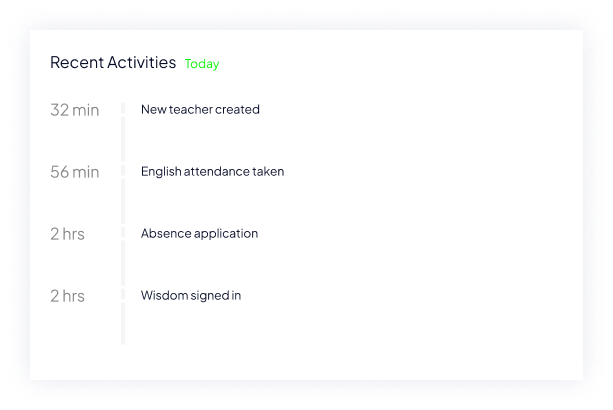 Recent Activities Today
32 min New teacher created
56 min English attendance taken
2 hrs Absence application
2 hrs Wisdom signed in